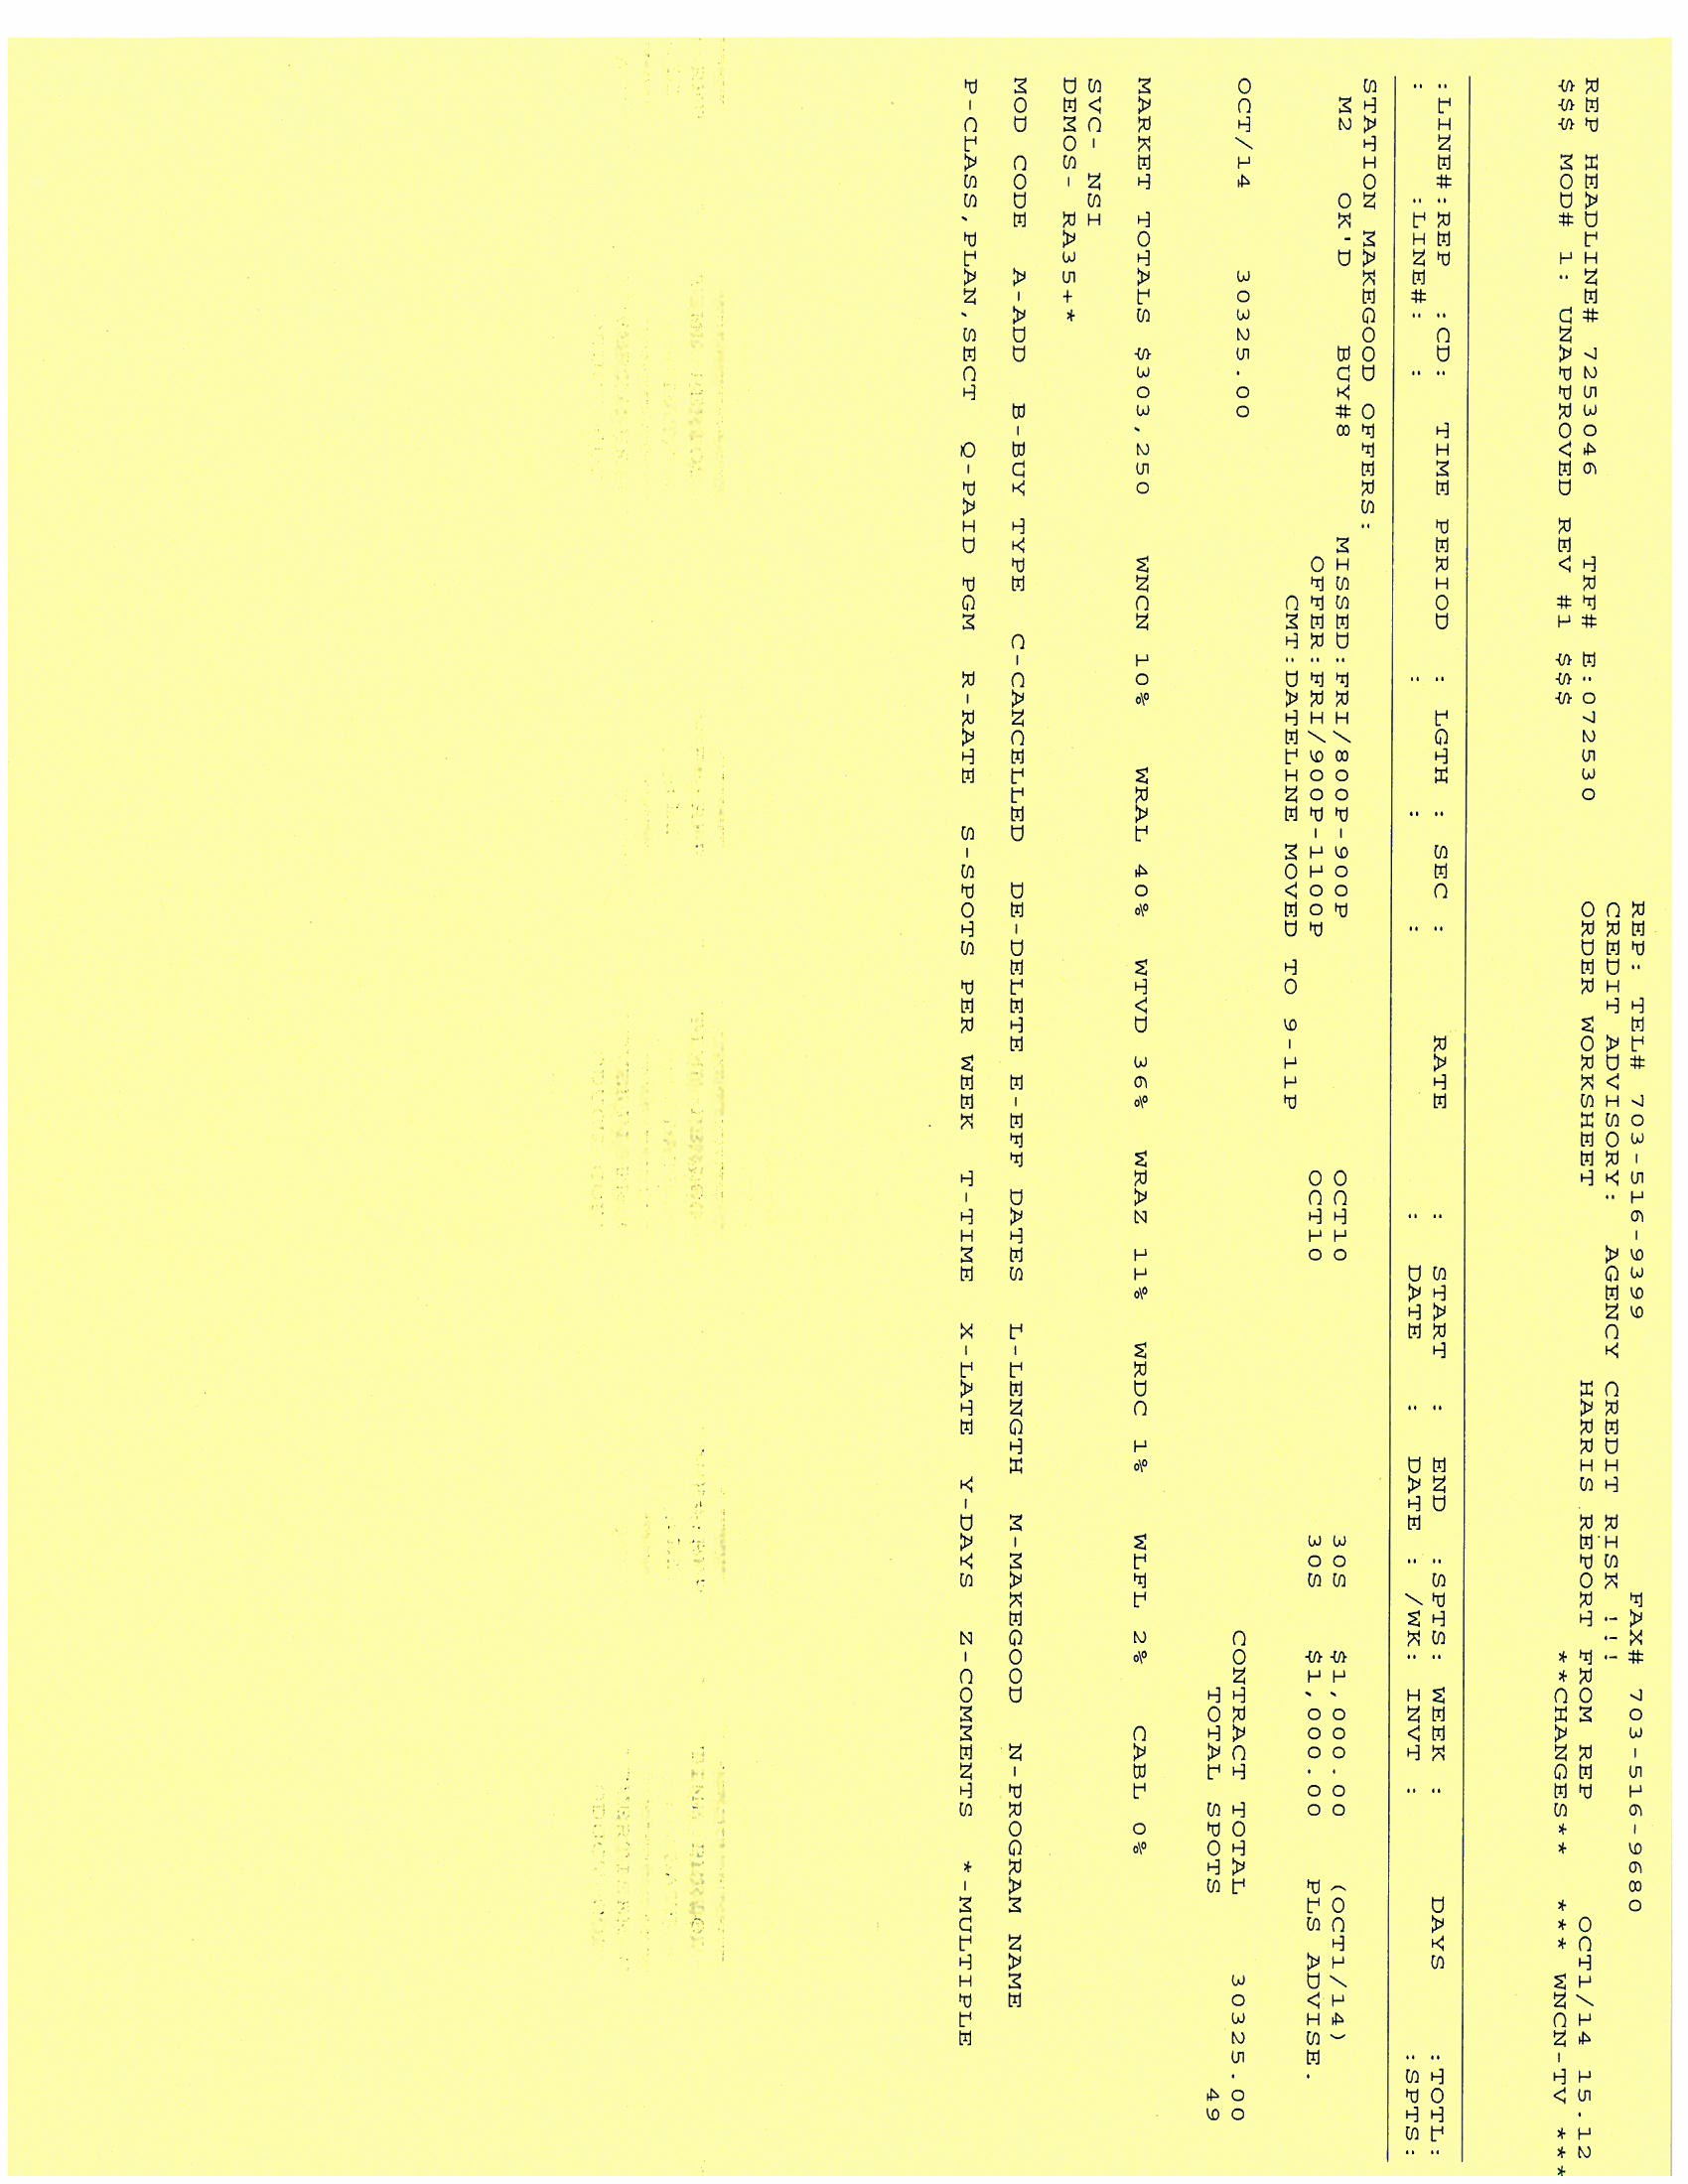 REP: TEL# 703-516-9399 FAX# 703-516-9680
CREDIT ADVISORY: AGENCY CREDIT RISK !!!
REP HEADLINE# 7253046 TRF# E:072530 ORDER WORKSHEET HARRIS REPORT FROM REP OCT1/14 15.12
$$$ MOD# 1: UNAPPROVED REV #1 $$$ **CHANGES** *** WNCN-TV ***
:LINE#:REP :CD: TIME PERIOD : LGTH : SEC : RATE : START : END :SPTS: WEEK : DAYS :TOTL:
: :LINE#: : : : : : DATE : DATE : /WK: INVT : :SPTS:
STATION MAKEGOOD OFFERS:
M2 OK'D BUY#8 MISSED:FRI/800P-900P OCT10 30S $1,000.00 (OCT1/14)
OFFER:FRI/900P-1100P OCT10 30S $1,000.00 PLS ADVISE.
CMT:DATELINE MOVED TO 9-11P
OCT/14 30325.00 CONTRACT TOTAL 30325.00
TOTAL SPOTS 49
MARKET TOTALS $303,250 WNCN 10% WRAL 40% WTVD 36% WRAZ 11% WRDC 1% WLFL 2% CABL 0%
SVC- NSI
DEMOS- RA35+*
MOD CODE A-ADD B-BUY TYPE C-CANCELLED DE-DELETE E-EFF DATES L-LENGTH M-MAKEGOOD N-PROGRAM NAME
P-CLASS,PLAN,SECT Q-PAID PGM R-RATE S-SPOTS PER WEEK T-TIME X-LATE Y-DAYS Z-COMMENTS *-MULTIPLE